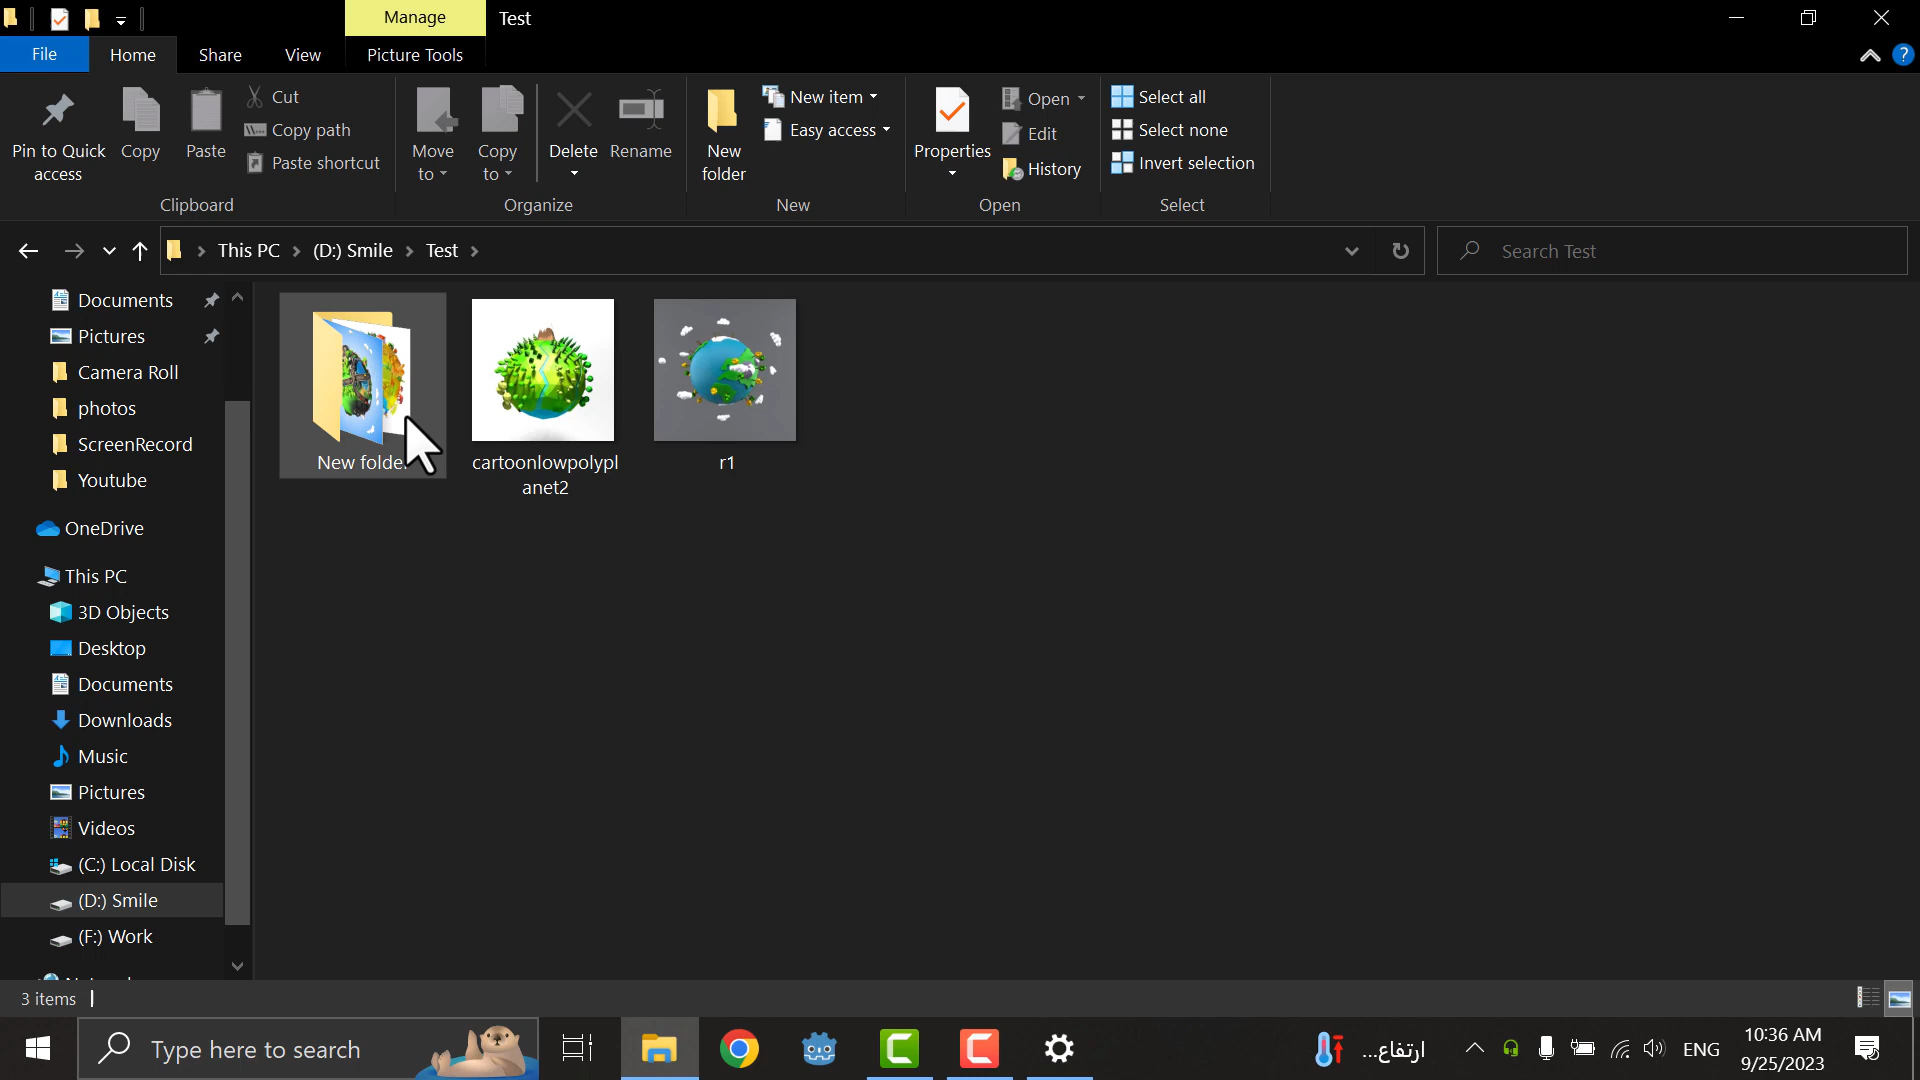 Manage
Test
File
Home
Share
View
Picture Tools
Pin to Quick access
Copy
Paste
Cut
Copy path
Paste shortcut
Clipboard
Move to
Copy to
Delete
Rename
Organize
New folder
New item
Easy access
New
Properties
Open
Edit
History
Open
Select all
Select none
Invert selection
Select
This PC
(D:) Smile
Test
Search Test
Documents
Pictures
Camera Roll
photos
ScreenRecord
Youtube
OneDrive
This PC
3D Objects
Desktop
Documents
Downloads
Music
Pictures
Videos
(C:) Local Disk
(D:) Smile
(F:) Work
New folder
cartoonlowpolypl
anet2
r1
3 items
Type here to search
ارتفاع...
ENG
10:36 AM
9/25/2023